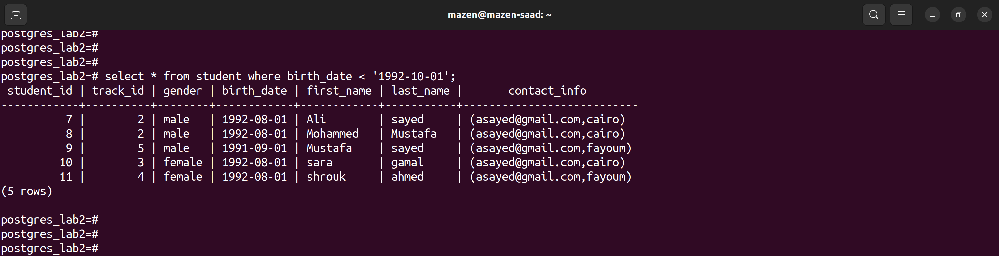 mazen@mazen-saad: ~
postgres_lab2=#
postgres_lab2=#
postgres_lab2=#
postgres_lab2=# select * from student where birth_date < '1992-10-01';
 student_id | track_id | gender | birth_date | first_name | last_name |       contact_info
------------+----------+--------+------------+------------+-----------+---------------------------
          7 |        2 | male   | 1992-08-01 | Ali        | sayed     | (asayed@gmail.com,cairo)
          8 |        2 | male   | 1992-08-01 | Mohammed   | Mustafa   | (asayed@gmail.com,cairo)
          9 |        5 | male   | 1991-09-01 | Mustafa    | sayed     | (asayed@gmail.com,fayoum)
         10 |        3 | female | 1992-08-01 | sara       | gamal     | (asayed@gmail.com,cairo)
         11 |        4 | female | 1992-08-01 | shrouk     | ahmed     | (asayed@gmail.com,fayoum)
(5 rows)
postgres_lab2=#
postgres_lab2=#
postgres_lab2=#